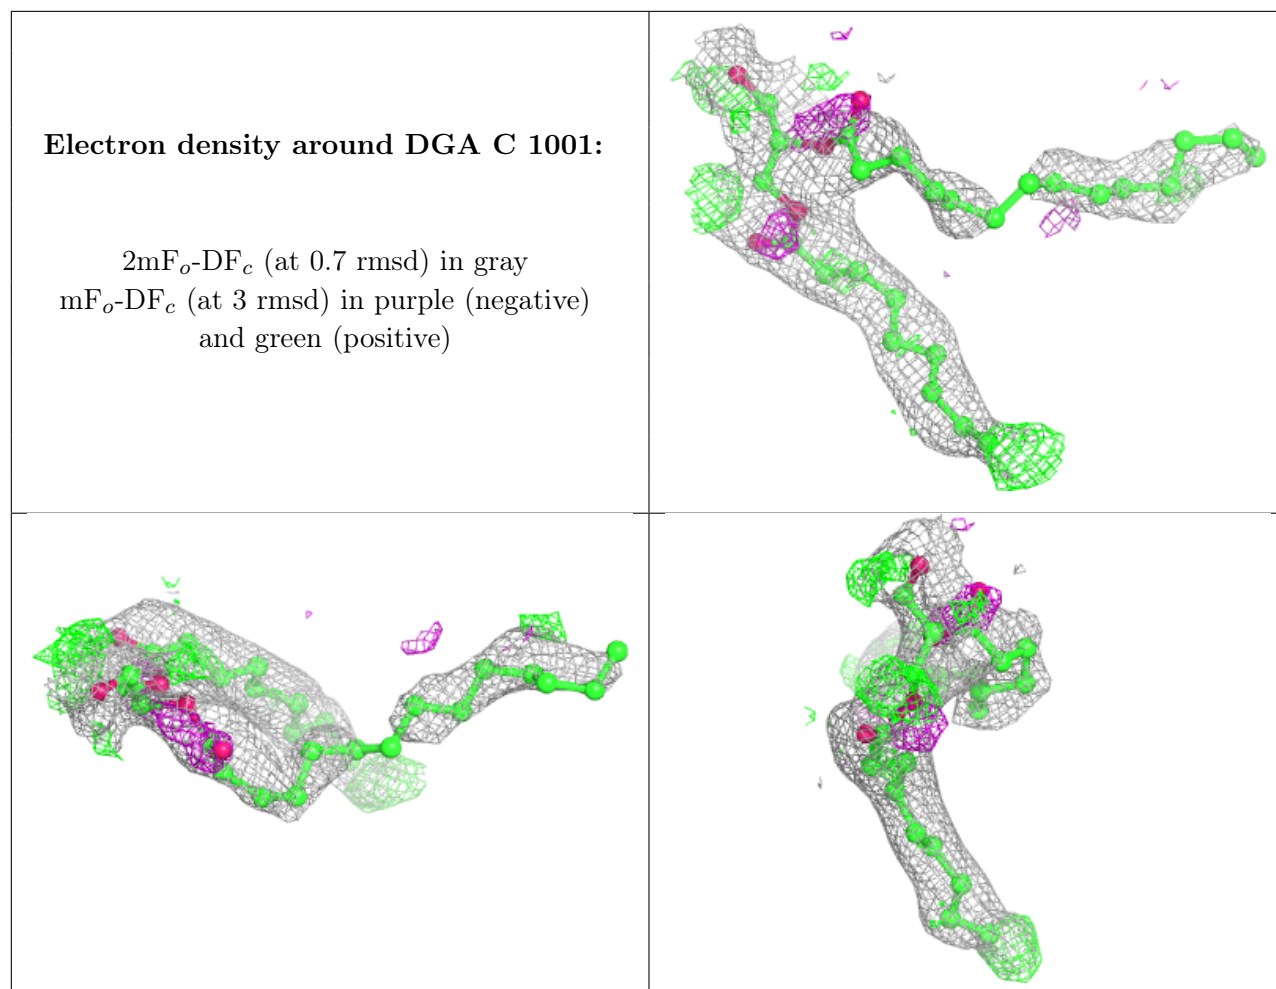 Electron density around DGA C 1001:
2mFo-DFc (at 0.7 rmsd) in gray
mFo-DFc (at 3 rmsd) in purple (negative)
and green (positive)